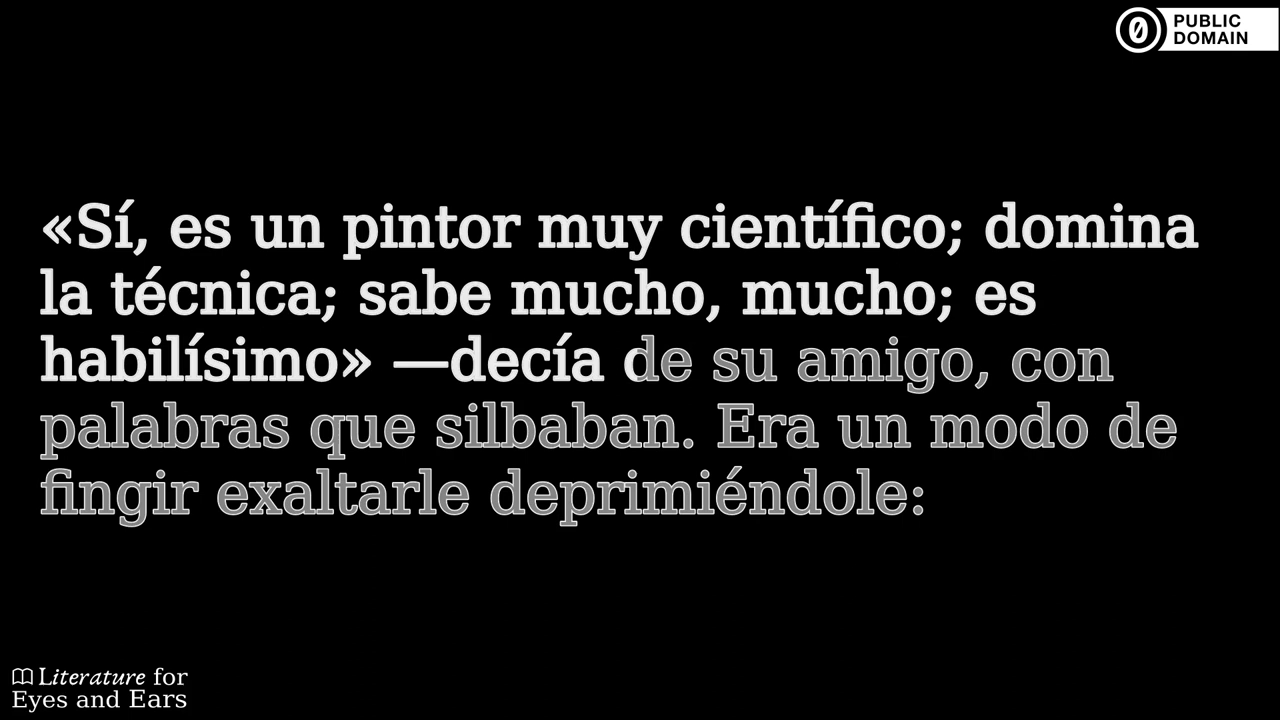 PUBLIC
DOMAIN
«Sí, es un pintor muy científico; domina
la técnica; sabe mucho, mucho; es
habilísimo» —decía de su amigo, con
palabras que silbaban. Era un modo de
fingir exaltarle deprimiéndole:
Literature for
Eyes and Ears